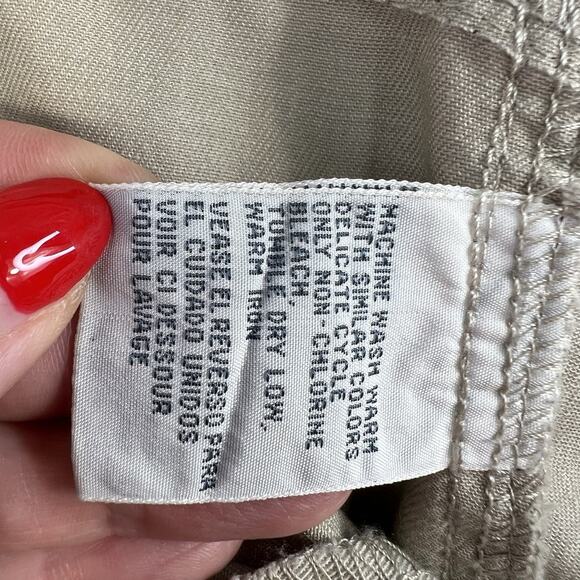 MACHINE WASH WARM
WITH SIMILAR COLORS
DELICATE CYCLE
ONLY NON CHLORINE
BLEACH.
TUMBLE DRY LOW.
WARM IRON
VEASE EL REVERSO PARA
EL CUIDADO UNIDOS
VOIR CI DESSOUR
POUR LAVAGE